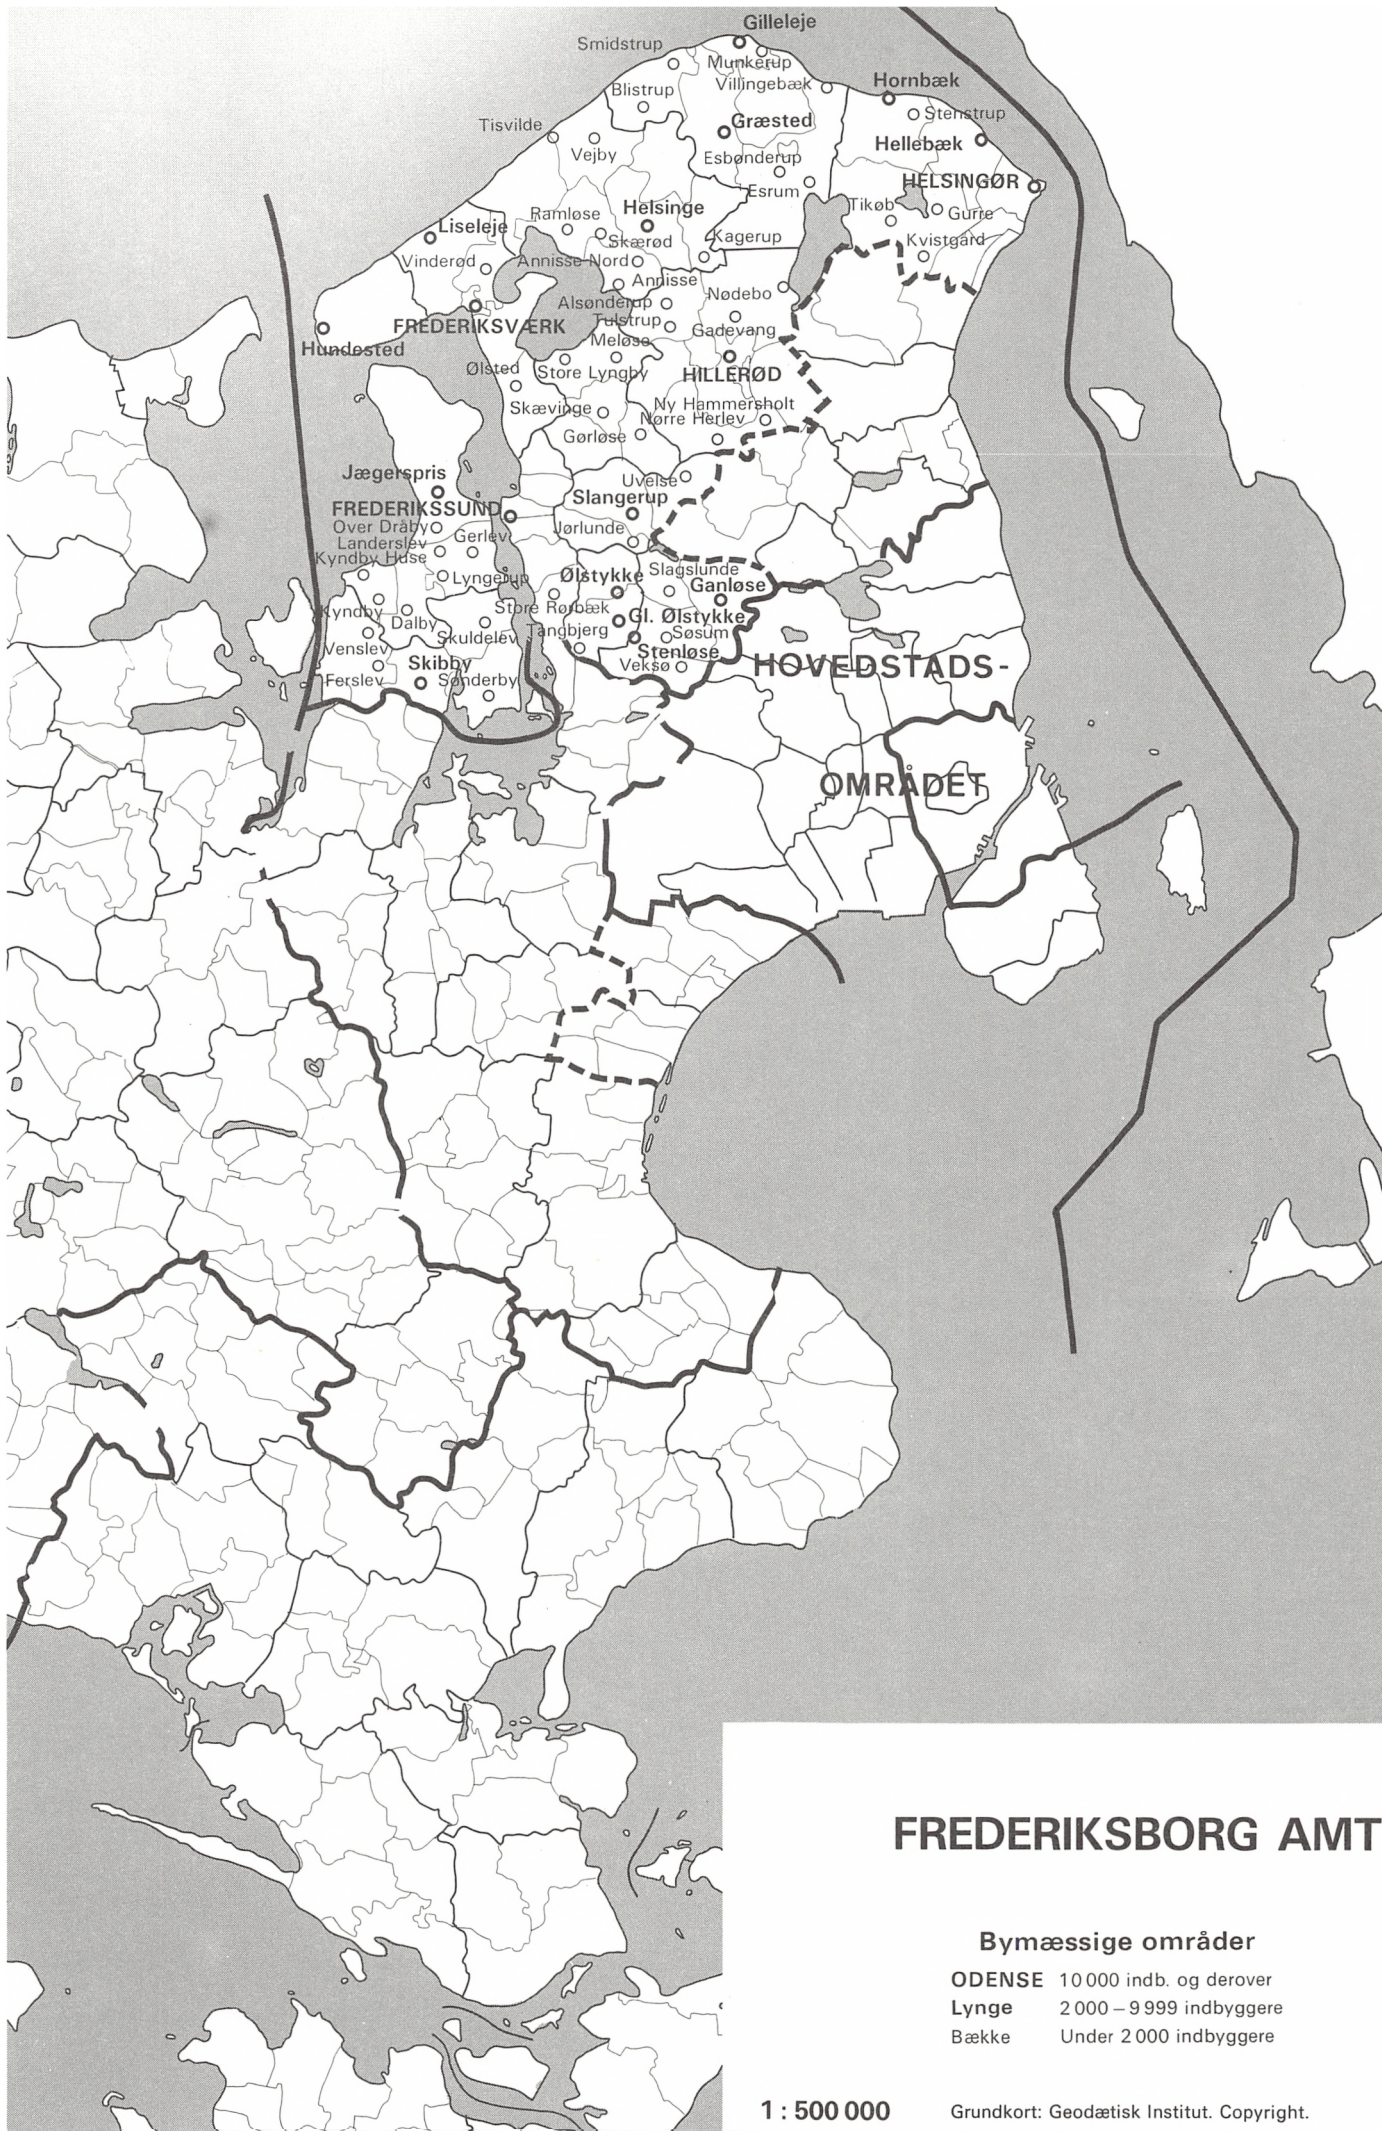 Gilleleje
Smidstrup
Munkerup
Villingebæk
Hornbæk
Blistrup
Stenstrup
Græsted
Tisvilde
Hellebæk
Vejby
Esbønderup
HELSINGØR
Esrum
Tikøb
Helsinge
Ramløse
Gurre
Liseleje
Skærød
Kagerup
Kvistgård
Vinderød
Annisse Nord
Annisse
Nødebo
Alsønderup
Tulstrup
FREDERIKSVÆRK
Gadevang
Meløse
Hundested
Ølsted
Store Lyngby
HILLERØD
Skævinge
Ny Hammersholt
Nørre Herlev
Gørløse
Jægerspris
Uvelse
Slangerup
FREDERIKSSUND
Over Dråby
Jørlunde
Landerslev
Gerlev
Kyndby Huse
Slagslunde
Lyngerup
Ølstykke
Ganløse
Store Rørbæk
Kyndby
Dalby
Gl. Ølstykke
Skuldelev
Tangbjerg
Søsum
Venslev
Stenløse
Skibby
Veksø
Ferslev
Sønderby
HOVEDSTADS-
OMRÅDET
FREDERIKSBORG AMT
Bymæssige områder
ODENSE 10 000 indb. og derover
Lynge 2 000 – 9 999 indbyggere
Bække Under 2 000 indbyggere
1 : 500 000 Grundkort: Geodætisk Institut. Copyright.